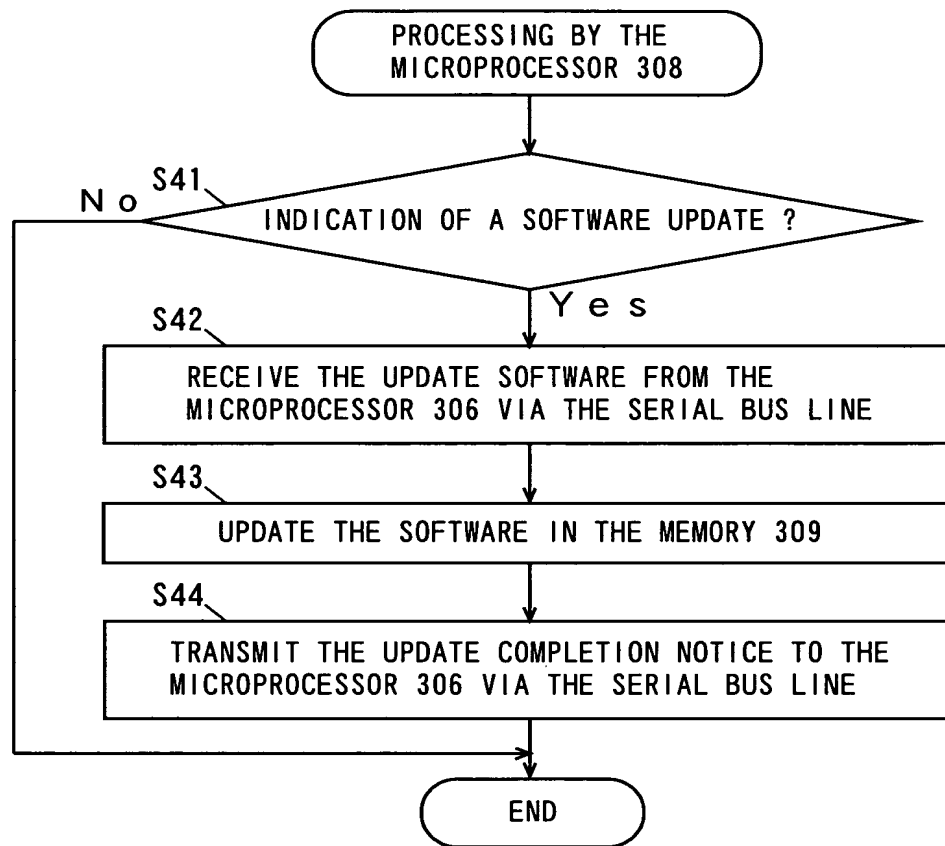 PROCESSING BY THE
MICROPROCESSOR 308
S41
No
INDICATION OF A SOFTWARE UPDATE ?
Yes
S42
RECEIVE THE UPDATE SOFTWARE FROM THE
MICROPROCESSOR 306 VIA THE SERIAL BUS LINE
S43
UPDATE THE SOFTWARE IN THE MEMORY 309
S44
TRANSMIT THE UPDATE COMPLETION NOTICE TO THE
MICROPROCESSOR 306 VIA THE SERIAL BUS LINE
END